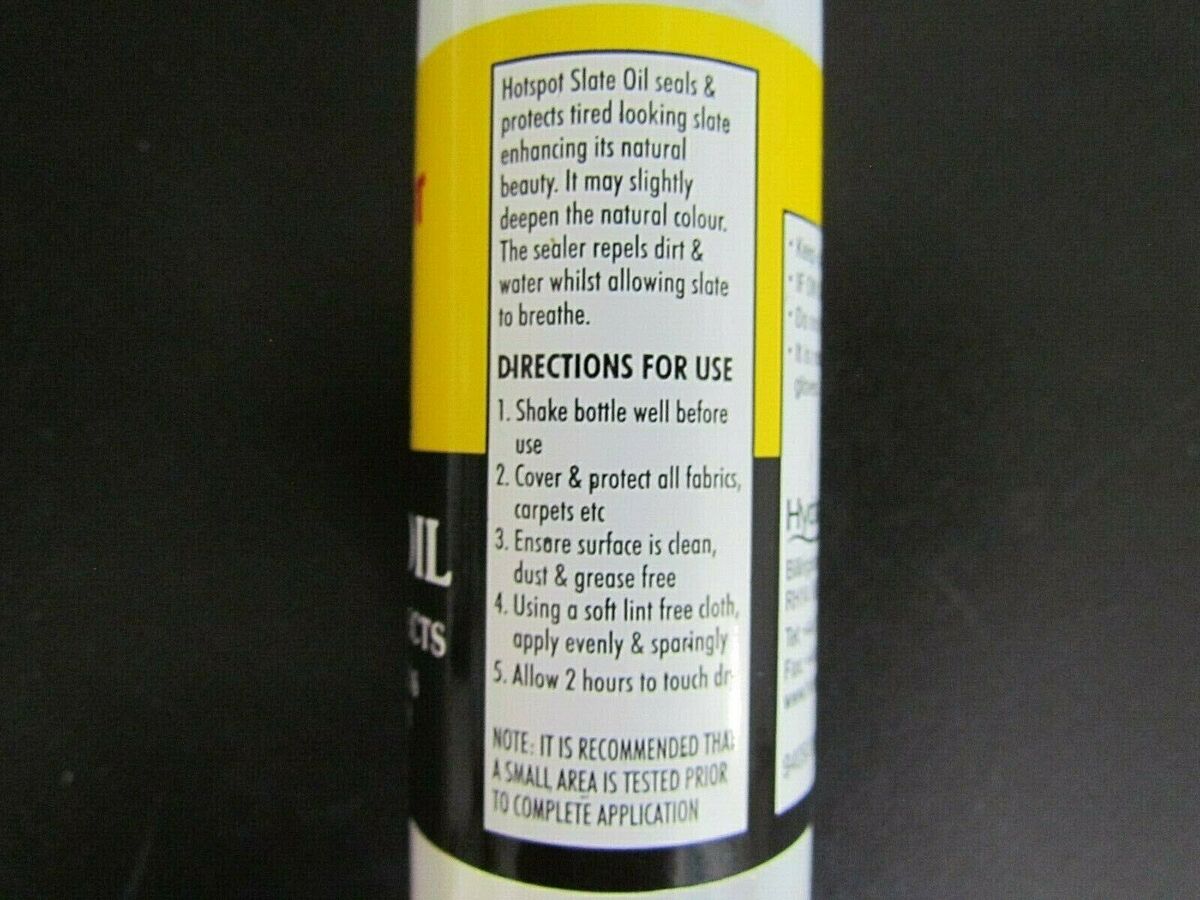 Hotspot Slate Oil seals &
protects tired looking slate
enhancing its natural
beauty. It may slightly
deepen the natural colour.
The sealer repels dirt &
water whilst allowing slate
to breathe.
DIRECTIONS FOR USE
1. Shake bottle well before
use
2. Cover & protect all fabrics,
carpets etc
3. Ensure surface is clean,
dust & grease free
4. Using a soft lint free cloth,
apply evenly & sparingly
5. Allow 2 hours to touch
NOTE: IT IS RECOMMENDED THAT
A SMALL AREA IS TESTED PRIOR
TO COMPLETE APPLICATION